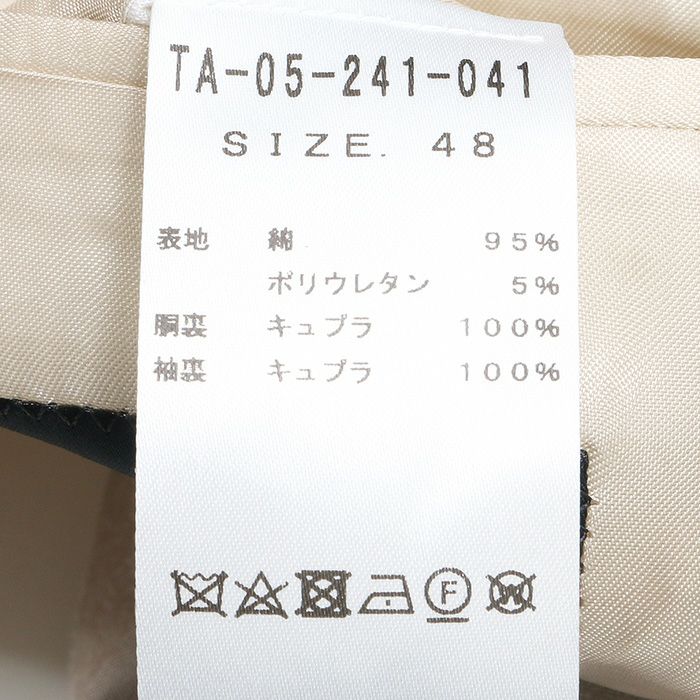 TA-05-241-041
SIZE. 48
表地 綿 95%
ポリウレタン 5%
胴裏 キュプラ 100%
袖裏 キュプラ 100%
F W